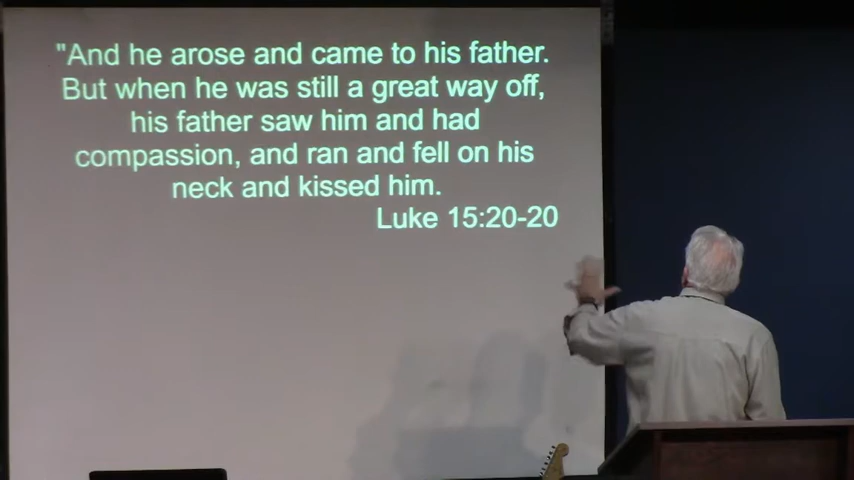 "And he arose and came to his father.
But when he was still a great way off,
his father saw him and had
compassion, and ran and fell on his
neck and kissed him.
Luke 15:20-20